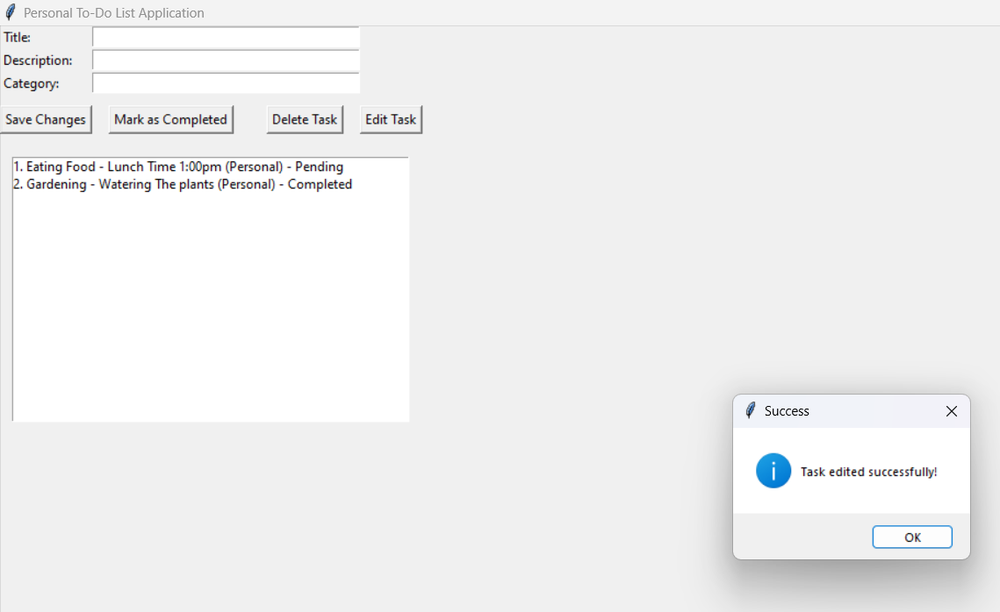 Personal To-Do List Application
Title:
Description:
Category:
Save Changes Mark as Completed Delete Task Edit Task
1. Eating Food - Lunch Time 1:00pm (Personal) - Pending
2. Gardening - Watering The plants (Personal) - Completed
Success
Task edited successfully!
OK